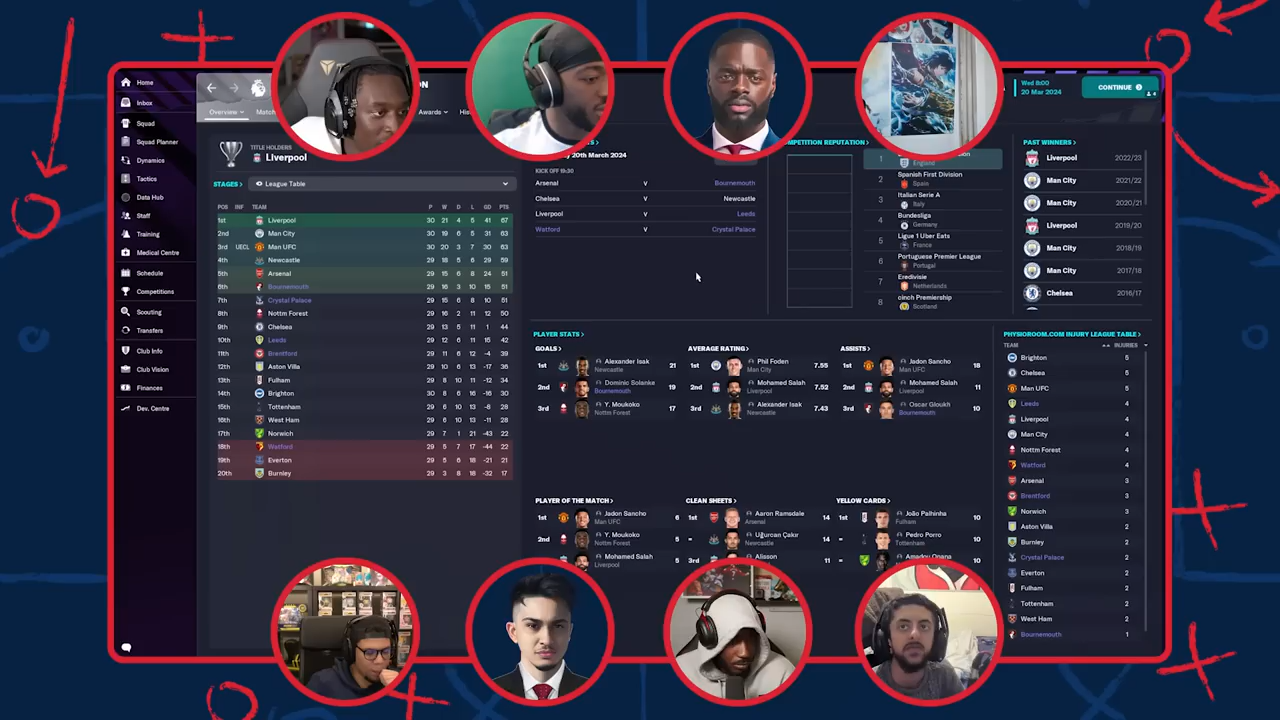 Home
Inbox
Squad
Squad Planner
Dynamics
Tactics
Data Hub
Staff
Training
Medical Centre
Schedule
Competitions
Scouting
Transfers
Club Info
Club Vision
Finances
Dev. Centre
ON
Overview
Match
Awards
His
Wed 8:00
20 Mar 2024
CONTINUE
4
TITLE HOLDERS
Liverpool
STAGES >
League Table
POS INF TEAM P W D L GD PTS
1st Liverpool 30 21 4 5 41 67
2nd Man City 30 19 6 5 31 63
3rd UECL Man UFC 30 20 3 7 30 63
4th Newcastle 29 18 5 6 29 59
5th Arsenal 29 15 6 8 24 51
6th Bournemouth 29 16 3 10 15 51
7th Crystal Palace 29 15 6 8 10 51
8th Nottm Forest 29 16 2 11 12 50
9th Chelsea 29 13 5 11 1 44
10th Leeds 29 12 6 11 15 42
11th Brentford 29 11 6 12 -4 39
12th Aston Villa 29 10 6 13 -17 36
13th Fulham 29 8 10 11 -12 34
14th Brighton 30 8 6 16 -16 30
15th Tottenham 29 6 10 13 -8 28
16th West Ham 29 6 10 13 -11 28
17th Norwich 29 7 1 21 -43 22
18th Watford 29 5 7 17 -44 22
19th Everton 29 5 6 18 -21 21
20th Burnley 29 3 8 18 -32 17
20th March 2024
KICK OFF 19:30
Arsenal v Bournemouth
Chelsea v Newcastle
Liverpool v Leeds
Watford v Crystal Palace
OMPETITION REPUTATION >
1 England
2 Spanish First Division
Spain
3 Italian Serie A
Italy
4 Bundesliga
Germany
5 Ligue 1 Uber Eats
France
6 Portuguese Premier League
Portugal
7 Eredivisie
Netherlands
8 cinch Premiership
Scotland
PAST WINNERS >
Liverpool 2022/23
Man City 2021/22
Man City 2020/21
Liverpool 2019/20
Man City 2018/19
Man City 2017/18
Chelsea 2016/17
PLAYER STATS >
GOALS >
1st Alexander Isak 21
Newcastle
2nd Dominic Solanke 19
Bournemouth
3rd Y. Moukoko 17
Nottm Forest
AVERAGE RATING >
1st Phil Foden 7.55
Man City
2nd Mohamed Salah 7.52
Liverpool
3rd Alexander Isak 7.43
Newcastle
ASSISTS >
1st Jadon Sancho 18
Man UFC
2nd Mohamed Salah 11
Liverpool
3rd Oscar Gloukh 10
Bournemouth
PLAYER OF THE MATCH >
1st Jadon Sancho 6
Man UFC
2nd Y. Moukoko 5
Nottm Forest
Mohamed Salah 5
Liverpool
CLEAN SHEETS >
1st Aaron Ramsdale 14
Arsenal
= Uğurcan Çakır 14
Newcastle
3rd Alisson 11
YELLOW CARDS >
1st João Palhinha 10
Fulham
= Pedro Porro 10
Tottenham
= Amadou Onana 10
PHYSIOROOM.COM INJURY LEAGUE TABLE >
TEAM INJURIES
Brighton 5
Chelsea 5
Man UFC 5
Leeds 4
Liverpool 4
Man City 4
Nottm Forest 4
Watford 4
Arsenal 3
Brentford 3
Norwich 3
Aston Villa 2
Burnley 2
Crystal Palace 2
Everton 2
Fulham 2
Tottenham 2
West Ham 2
Bournemouth 1